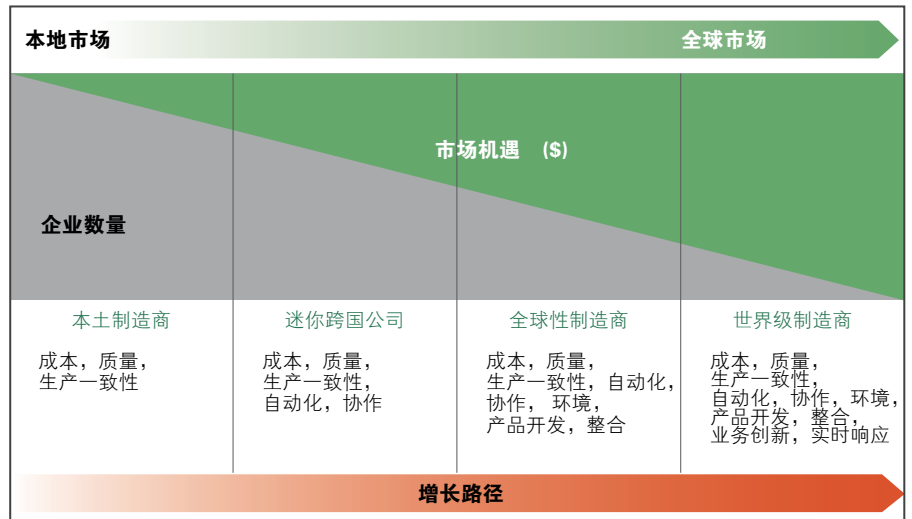 本地市场
全球市场
市场机遇 ($)
企业数量
本土制造商
成本，质量，
生产一致性
迷你跨国公司
成本，质量，
生产一致性，
自动化，协作
全球性制造商
成本，质量，
生产一致性，自动化，
协作， 环境，
产品开发，整合
世界级制造商
成本，质量，
生产一致性，
自动化，协作，环境，
产品开发，整合，
业务创新，实时响应
增长路径